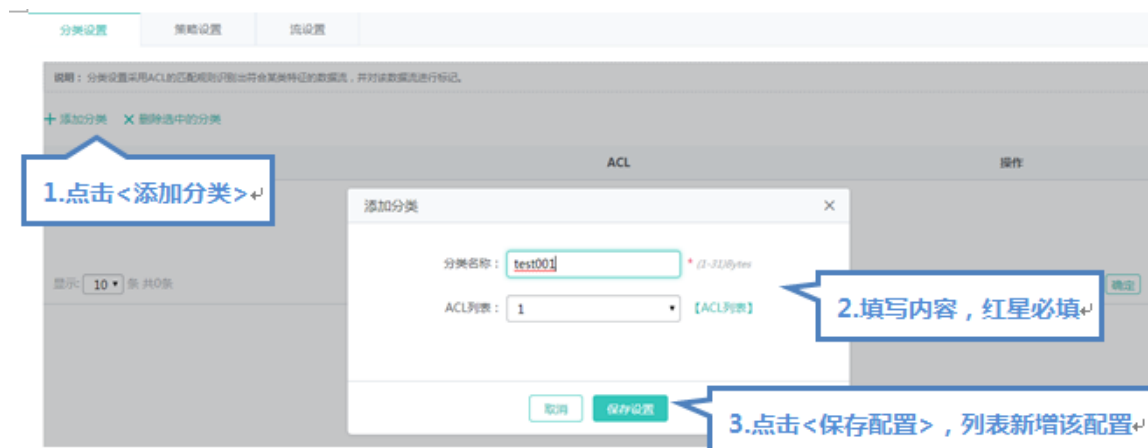 分类设置 策略设置 流设置
说明： 分类设置采用ACL的匹配规则识别出符合某类特征的数据流，并对该数据流进行标记。
+ 添加分类 × 删除选中的分类
ACL 操作
1.点击<添加分类>↵
添加分类 ×
分类名称： test001 * (1-31)Bytes
显示: 10 条 共0条 确定
2.填写内容，红星必填↵
ACL列表： 1 【ACL列表】
取消 保存设置
3.点击<保存配置>，列表新增该配置↵